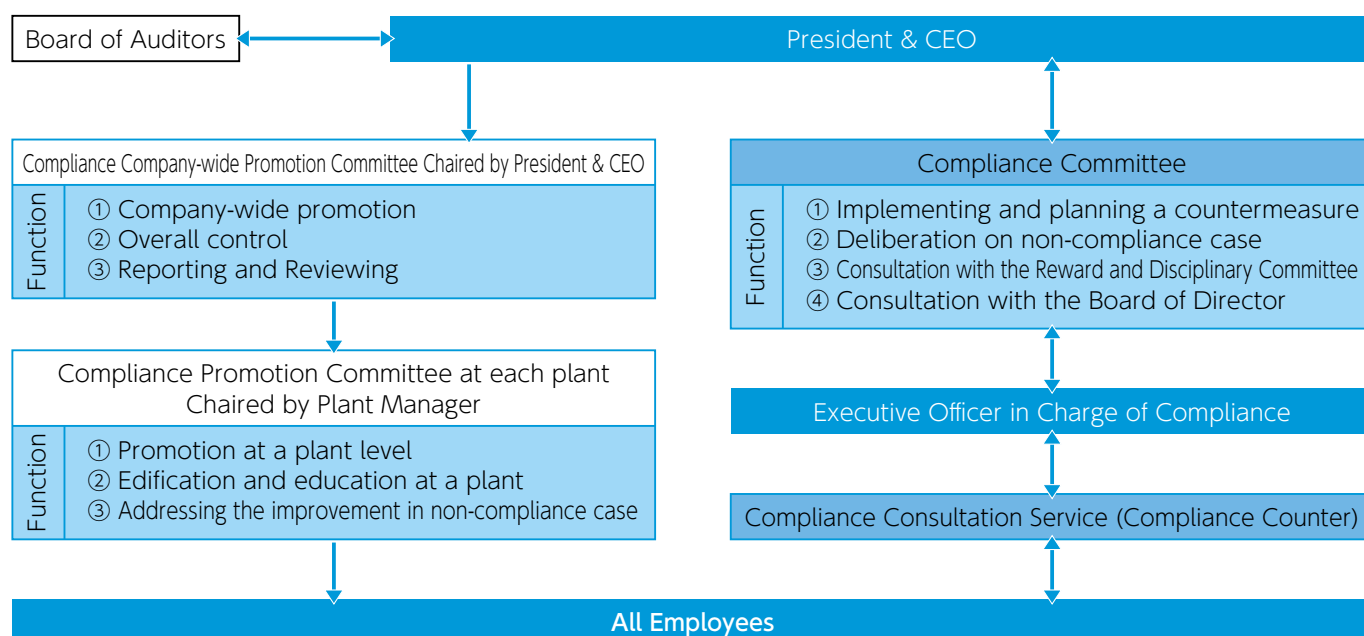 Board of Auditors
President & CEO
Compliance Company-wide Promotion Committee Chaired by President & CEO
Function
① Company-wide promotion
② Overall control
③ Reporting and Reviewing
Compliance Promotion Committee at each plant
Chaired by Plant Manager
Function
① Promotion at a plant level
② Edification and education at a plant
③ Addressing the improvement in non-compliance case
Compliance Committee
Function
① Implementing and planning a countermeasure
② Deliberation on non-compliance case
③ Consultation with the Reward and Disciplinary Committee
④ Consultation with the Board of Director
Executive Officer in Charge of Compliance
Compliance Consultation Service (Compliance Counter)
All Employees